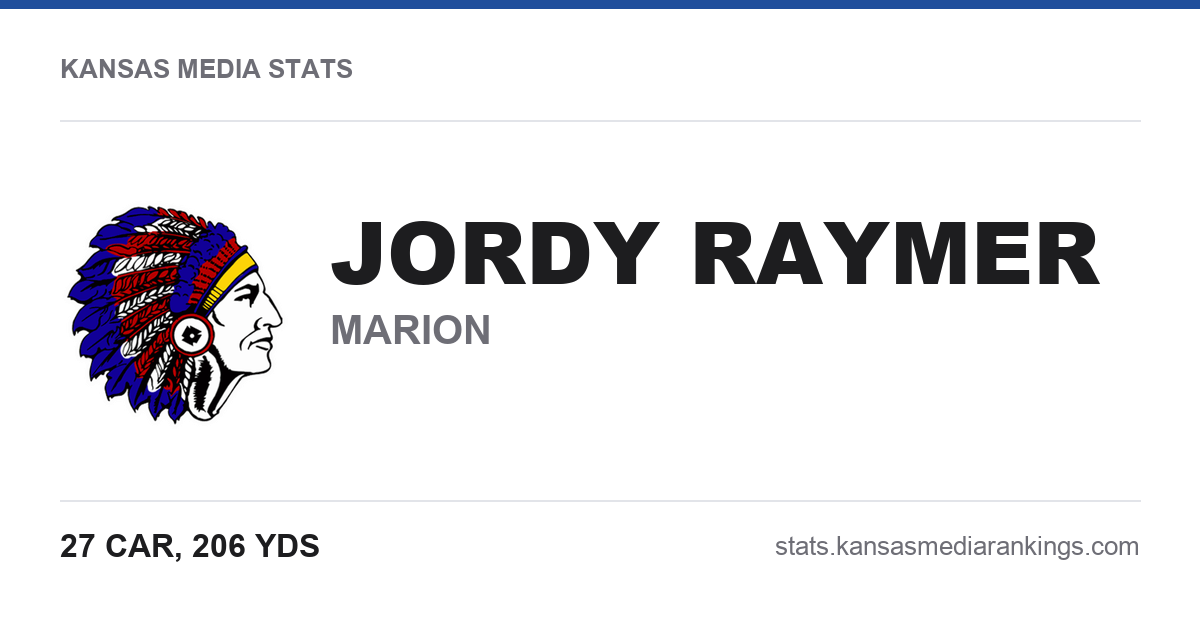 KANSAS MEDIA STATS
JORDY RAYMER
MARION
27 CAR, 206 YDS
stats.kansasmediarankings.com